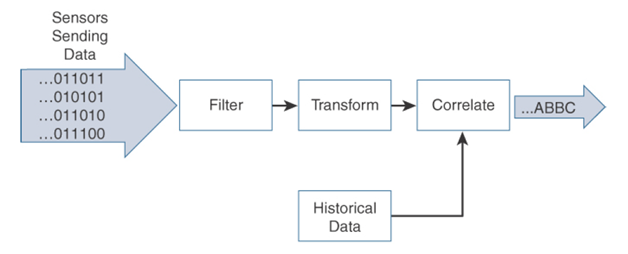 Sensors
Sending
Data
...011011
...010101
...011010
...011100
Filter
Transform
Correlate
...ABBC
Historical
Data